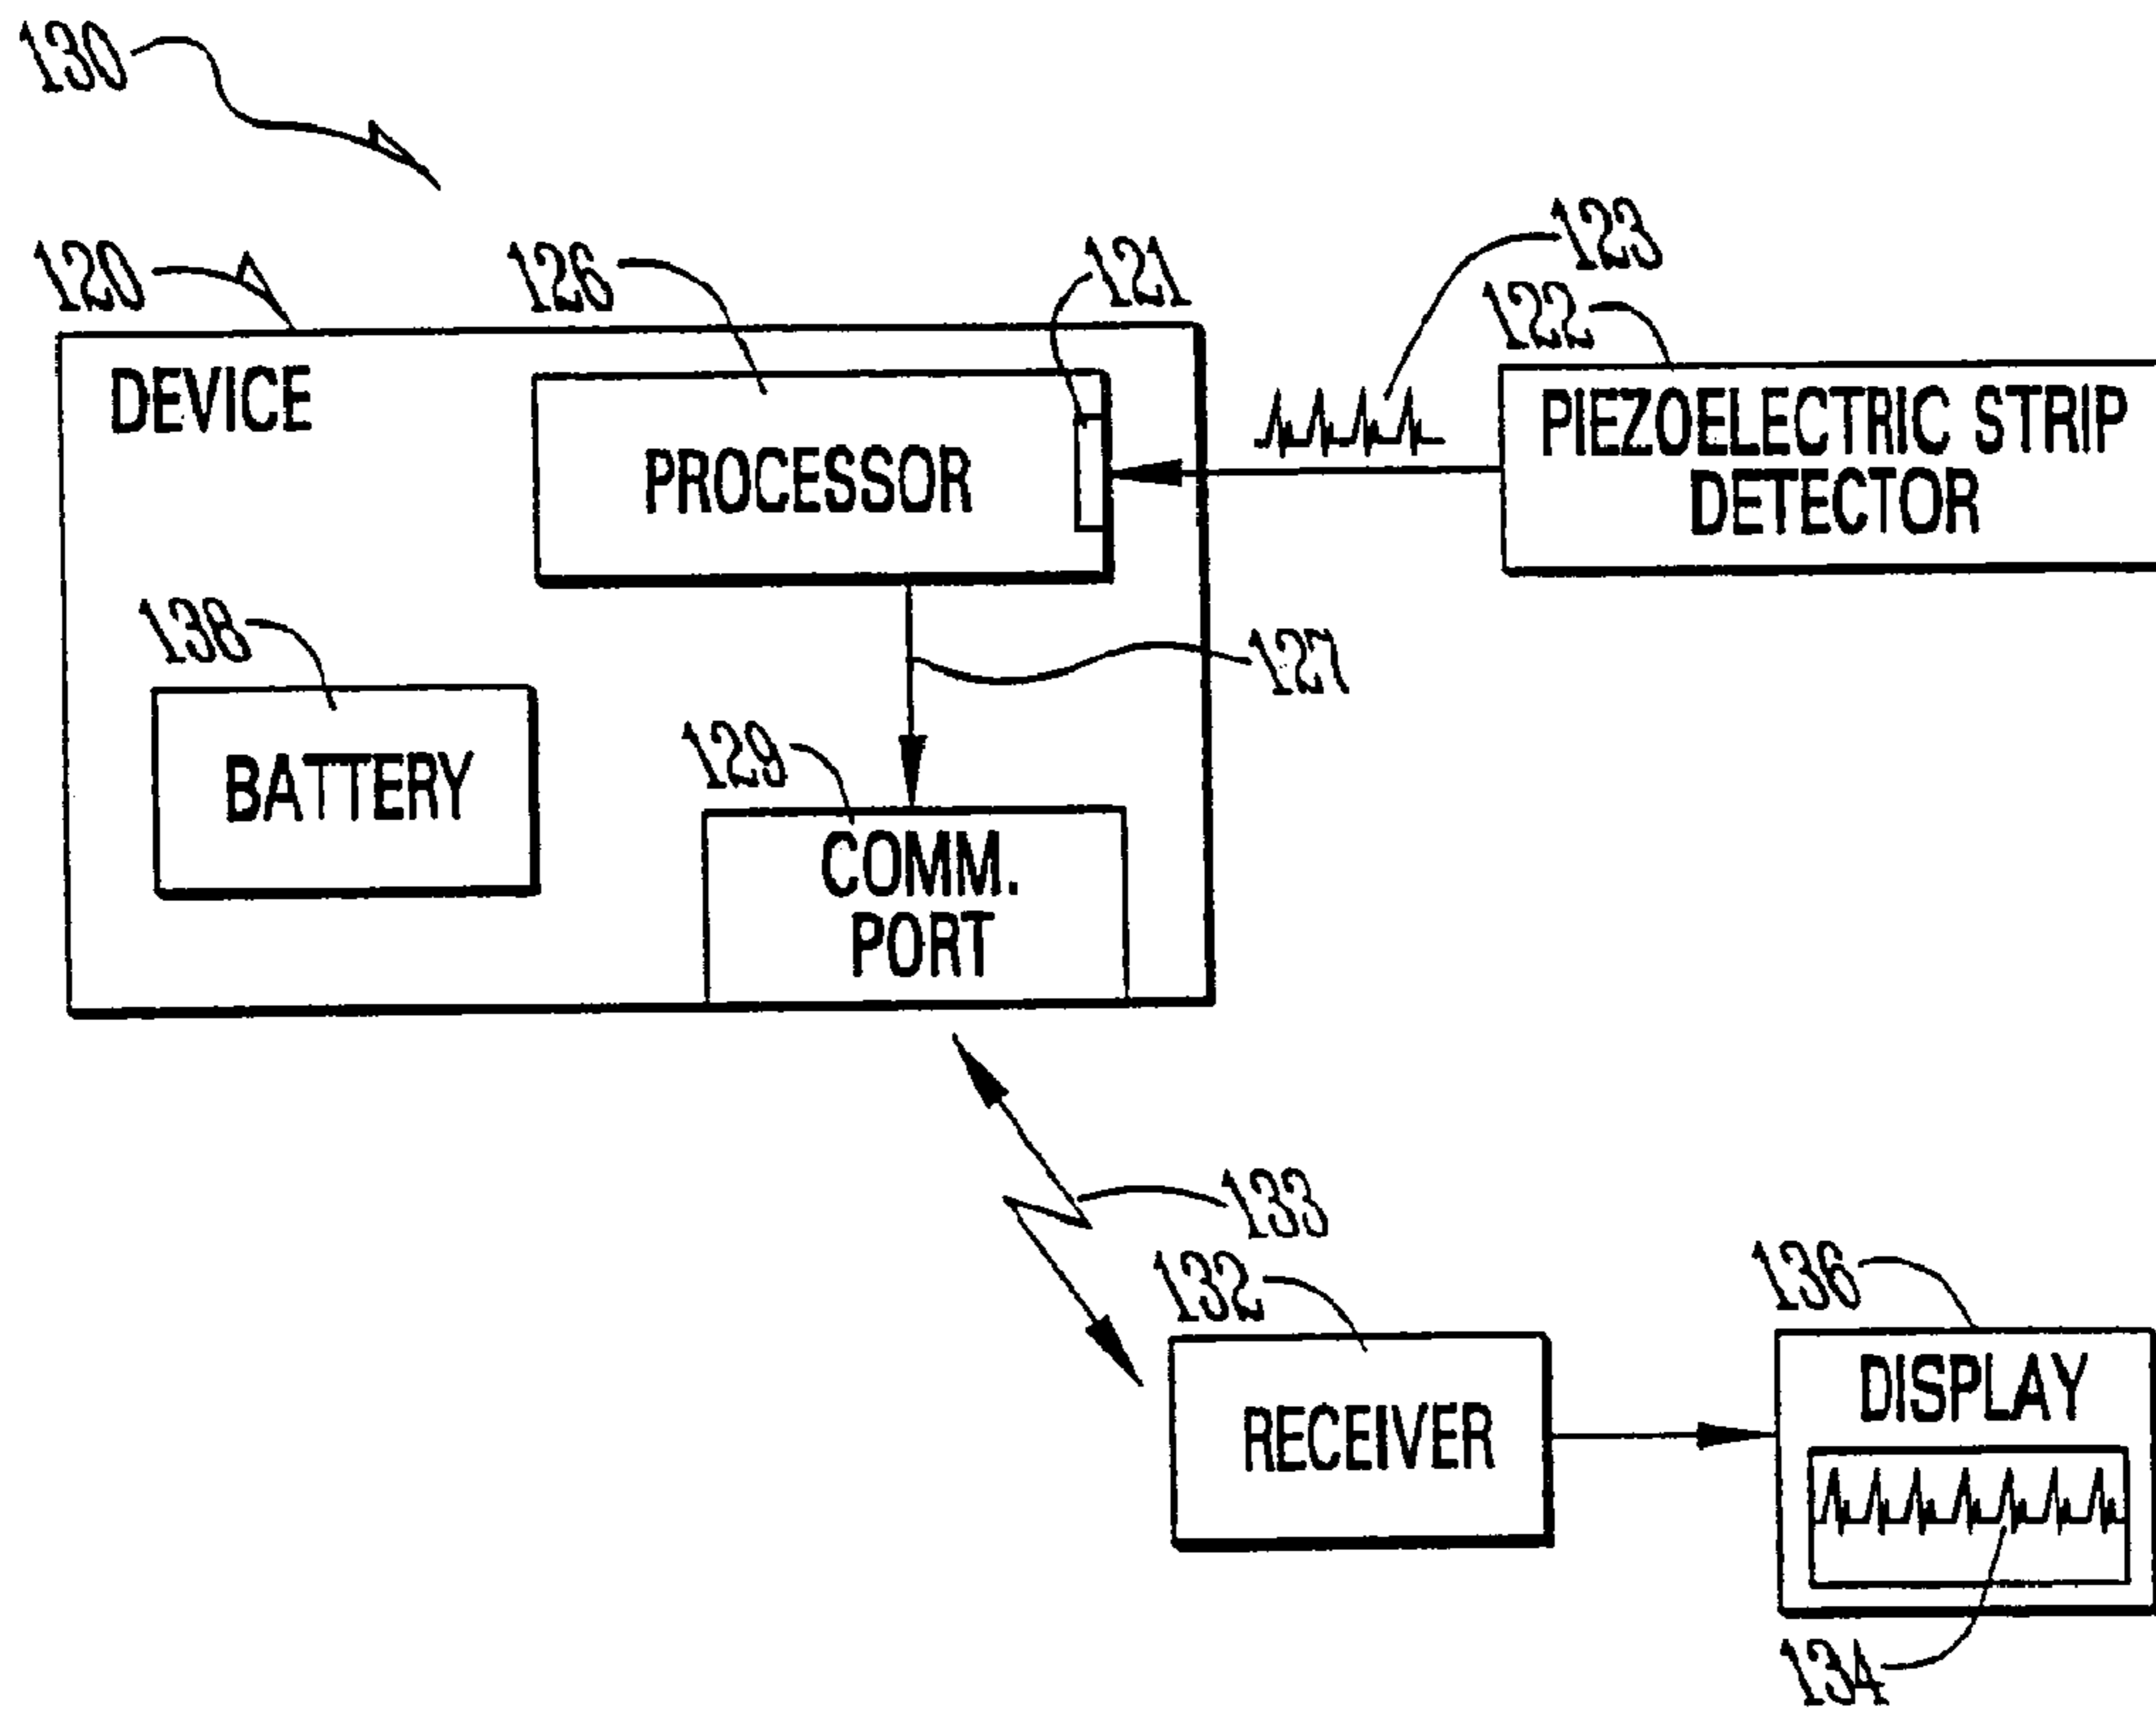 130
120
126
121
123
122
DEVICE
PIEZOELECTRIC STRIP
DETECTOR
PROCESSOR
138
127
129
BATTERY
COMM.
PORT
133
132
136
DISPLAY
RECEIVER
134